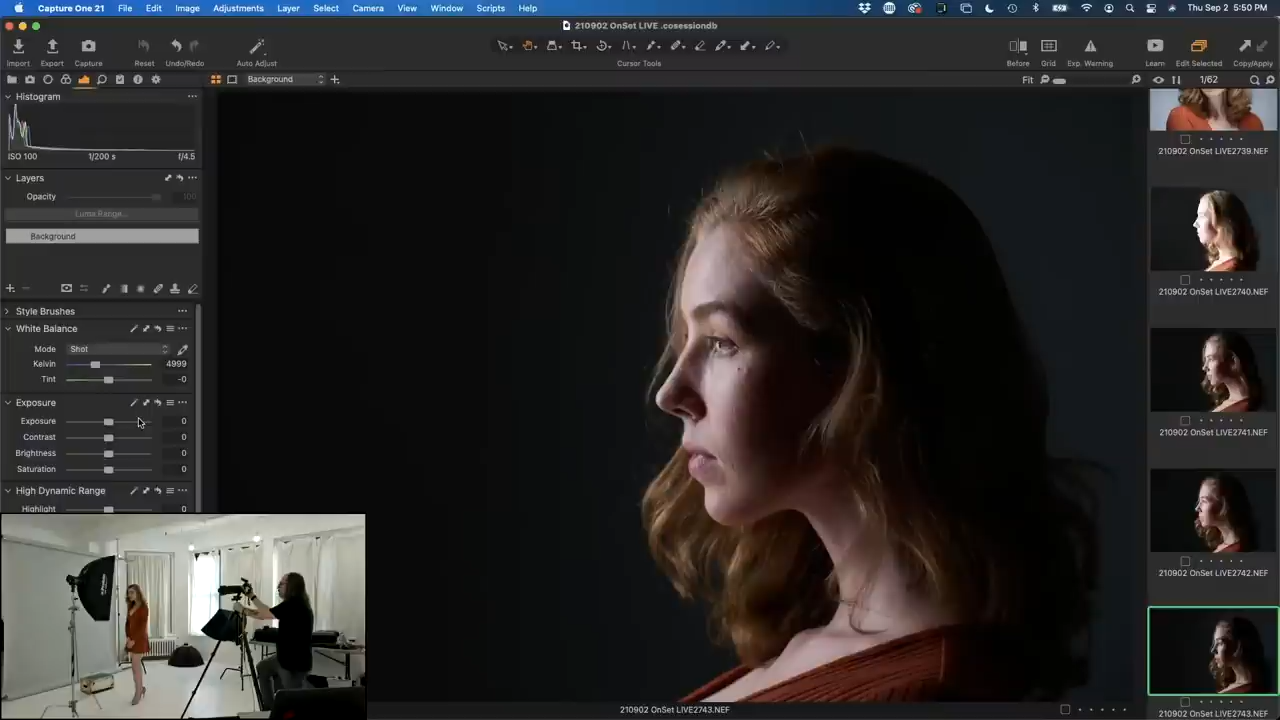 Capture One 21 File Edit Image Adjustments Layer Select Camera View Window Scripts Help Thu Sep 2 5:50 PM
210902 OnSet LIVE .cosessiondb
Import Export Capture Reset Undo/Redo Auto Adjust Cursor Tools Before Grid Exp. Warning Learn Edit Selected Copy/Apply
Background Fit 1/62
Histogram
ISO 100 1/200 s f/4.5
Layers
Opacity 100
Luma Range...
Background
Style Brushes
White Balance
Mode Shot
Kelvin 4999
Tint -0
Exposure
Exposure 0
Contrast 0
Brightness 0
Saturation 0
High Dynamic Range
Highlight 0
210902 OnSet LIVE2739.NEF
210902 OnSet LIVE2740.NEF
210902 OnSet LIVE2741.NEF
210902 OnSet LIVE2742.NEF
210902 OnSet LIVE2743.NEF
210902 OnSet LIVE2743.NEF